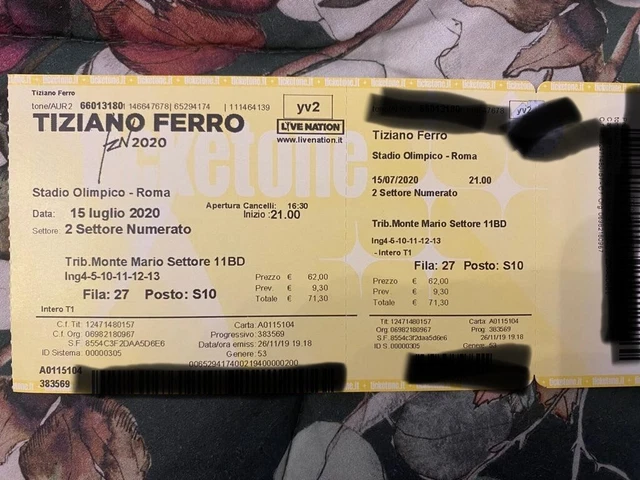 Tiziano Ferro
tone/AUR2 66013180| 146647678| 65294174 | 111464139
yv2
TIZIANO FERRO
TZN 2020
LIVE NATION
www.livenation.it
ticketone
Stadio Olimpico - Roma
Apertura Cancelli: 16:30
Data: 15 luglio 2020 Inizio :21.00
Settore: 2 Settore Numerato
Trib.Monte Mario Settore 11BD
Ing4-5-10-11-12-13
Fila: 27 Posto: S10
Prezzo € 62,00
Prev € 9,30
Totale € 71,30
Intero T1
C.f. Tit: 12471480157 Carta: A0115104
C.f. Org: 06982180967 Progressivo: 383569
S.F: 8554C3F2DAA5D6E6 Data/ora emiss: 26/11/19 19.18
ID Sistema: 00000305 Genere: 53
0065294174002194000 00200
A0115104
383569
yv2
Tiziano Ferro
Stadio Olimpico - Roma
15/07/2020 21.00
2 Settore Numerato
Trib.Monte Mario Settore 11BD
Ing4-5-10-11-12-13
- Intero T1
Fila: 27 Posto: S10
Prezzo € 62,00
Prev € 9,30
Totale € 71,30
C.f. Tit: 12471480157 Carta: A0115104
C.f. Org: 06982180967 Prog: 383569
S.F: 8554C3F2DAA5D6E6 26/11/19 19.18
ID S. 00000305 Genere: 53